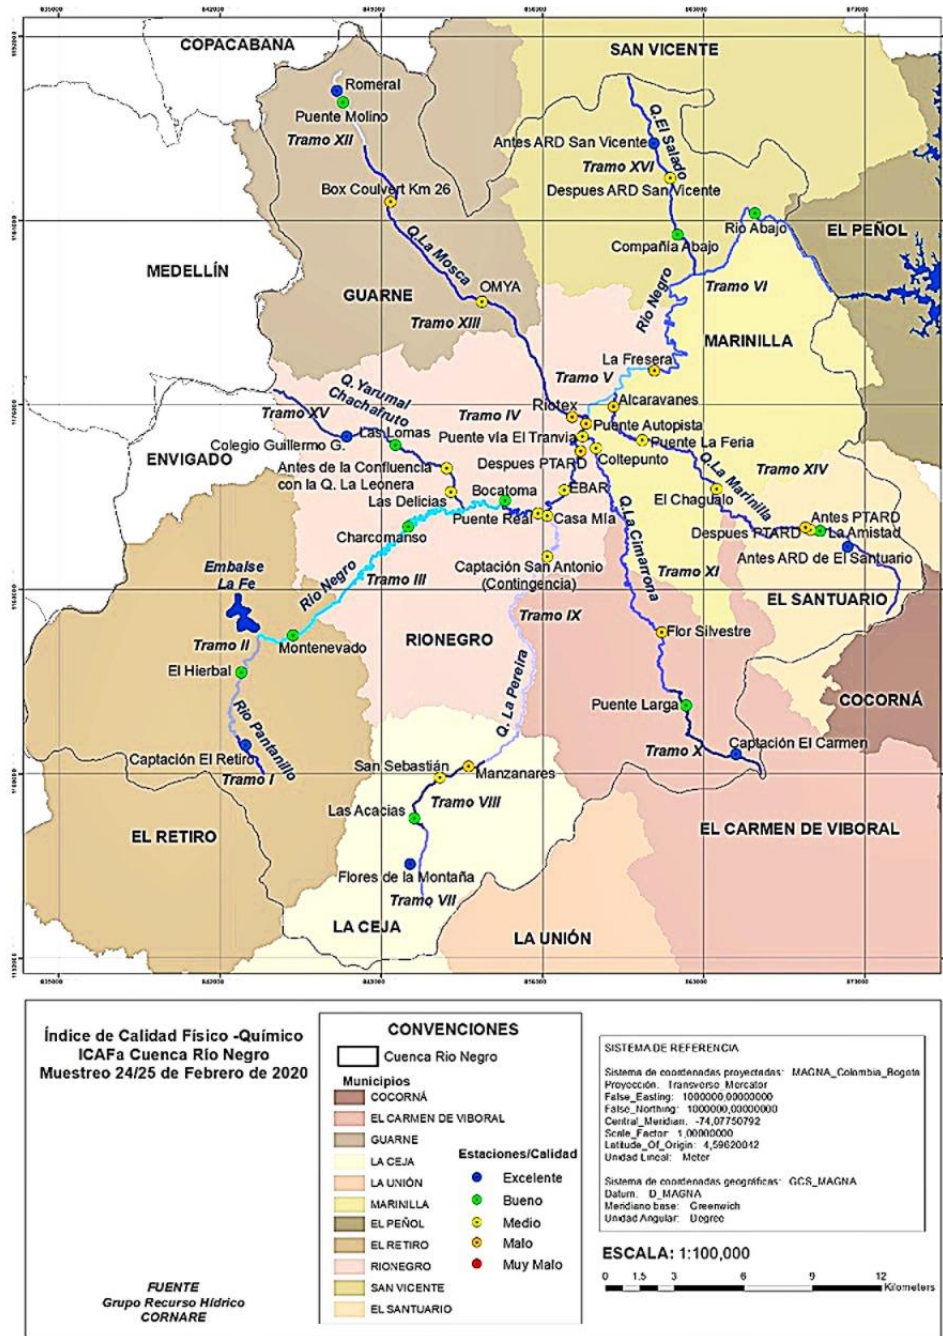 COPACABANA
SAN VICENTE
Romeral
Puente Molino
Tramo XII
Q.El Salado
Antes ARD San Vicente
Tramo XVI
Despues ARD San Vicente
Box Coulvert Km 26
Rio Abajo
Compañía Abajo
EL PEÑOL
Q.La Mosca
MEDELLÍN
OMYA
Tramo VI
GUARNE
Río Negro
Tramo XIII
MARINILLA
La Fresera
Q. Yarumal
Chachafruto
Tramo V
Tramo XV
Tramo IV
Riotex
Alcaravanes
Las Lomas
Puente Autopista
Colegio Guillermo G.
Puente vía El Tranvia
Puente La Feria
ENVIGADO
Antes de la Confluencia
con la Q. La Leonera
Despues PTARD
Coltepunto
Q.La Marinilla
Tramo XIV
Las Delicias
Bocatoma
EBAR
El Chagualo
Puente Real
Casa Mía
Antes PTARD
Charcomanso
Despues PTARD
La Amistad
Captación San Antonio
(Contingencia)
Q.La Cimarrona
Antes ARD de El Santuario
Embalse
La Fe
Río Negro
Tramo III
Tramo XI
EL SANTUARIO
Tramo IX
Tramo II
Montenevado
RIONEGRO
Flor Silvestre
El Hierbal
Q. La Pereira
COCORNÁ
Rio Pantanillo
Puente Larga
Captación El Retiro
Tramo X
Captación El Carmen
Tramo I
San Sebastián
Manzanares
Tramo VIII
Las Acacias
EL RETIRO
EL CARMEN DE VIBORAL
Flores de la Montaña
Tramo VII
LA CEJA
LA UNIÓN
Índice de Calidad Físico -Químico
ICAFa Cuenca Río Negro
Muestreo 24/25 de Febrero de 2020
FUENTE
Grupo Recurso Hídrico
CORNARE
CONVENCIONES
Cuenca Rio Negro
Municipios
COCORNÁ
EL CARMEN DE VIBORAL
GUARNE
LA CEJA
LA UNIÓN
MARINILLA
EL PEÑOL
EL RETIRO
RIONEGRO
SAN VICENTE
EL SANTUARIO
Estaciones/Calidad
Excelente
Bueno
Medio
Malo
Muy Malo
SISTEMA DE REFERENCIA
Sistema de coordenadas proyectadas: MAGNA_Colombia_Bogota
Proyección: Transverse_Mercator
False_Easting: 1000000,00000000
False_Northing: 1000000,00000000
Central_Meridian: -74,07750792
Scale_Factor: 1,00000000
Latitude_Of_Origin: 4,59620042
Unidad Lineal: Meter
Sistema de coordenadas geográficas: GCS_MAGNA
Datum: D_MAGNA
Meridiano base: Greenwich
Unidad Angular: Degree
ESCALA: 1:100,000
0 1,5 3 6 9 12
Kilometers